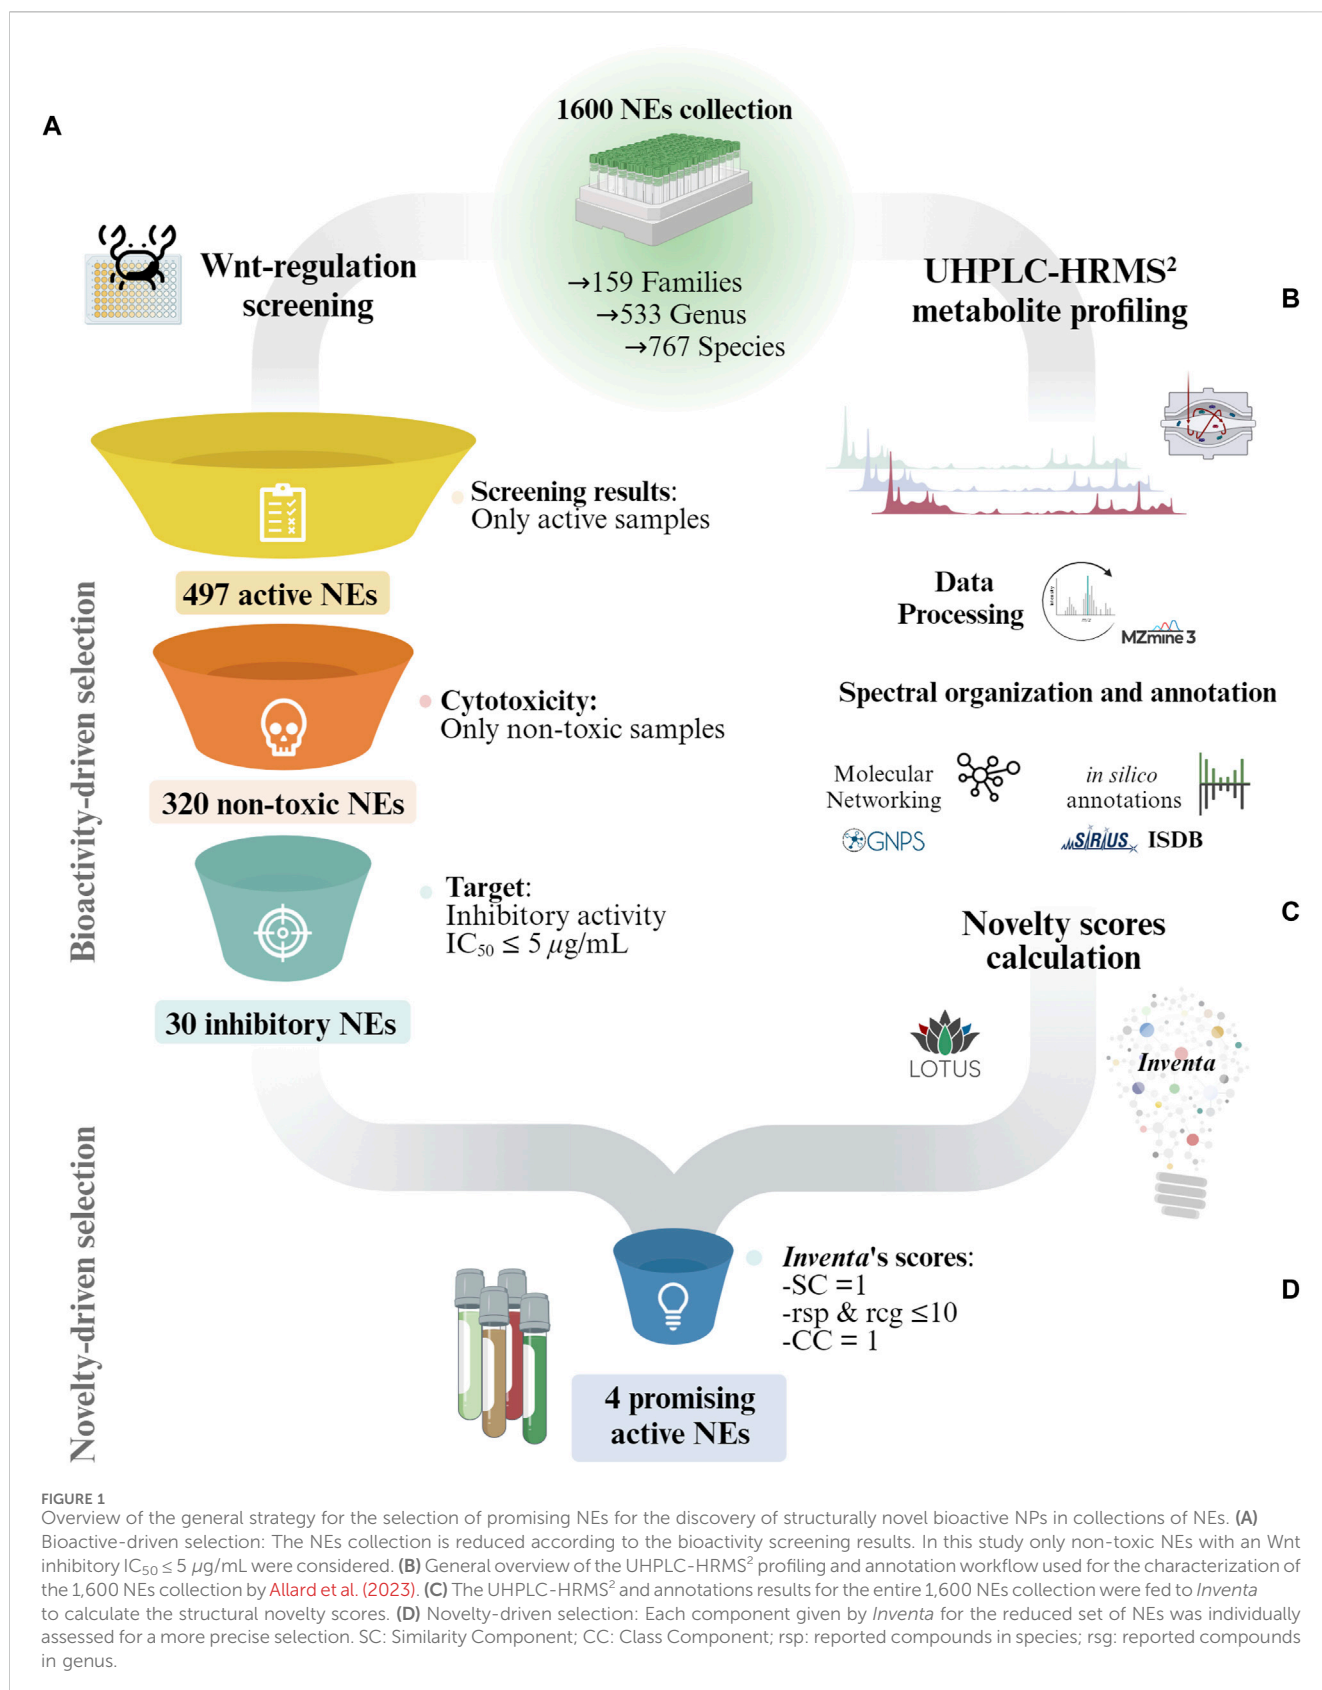 A
1600 NEs collection
→159 Families
→533 Genus
→767 Species
Wnt-regulation
screening
UHPLC-HRMS²
metabolite profiling
B
Screening results:
Only active samples
497 active NEs
Cytotoxicity:
Only non-toxic samples
320 non-toxic NEs
Target:
Inhibitory activity
IC₅₀ ≤ 5 µg/mL
30 inhibitory NEs
Bioactivity-driven selection
Data
Processing
Intensity
m/z
MZmine 3
Spectral organization and annotation
Molecular
Networking
GNPS
in silico
annotations
SIRIUS ISDB
Novelty scores
calculation
C
LOTUS
Inventa
Novelty-driven selection
Inventa's scores:
-SC =1
-rsp & rcg ≤10
-CC = 1
D
4 promising
active NEs
FIGURE 1
Overview of the general strategy for the selection of promising NEs for the discovery of structurally novel bioactive NPs in collections of NEs. (A)
Bioactive-driven selection: The NEs collection is reduced according to the bioactivity screening results. In this study only non-toxic NEs with an Wnt
inhibitory IC₅₀ ≤ 5 µg/mL were considered. (B) General overview of the UHPLC-HRMS² profiling and annotation workflow used for the characterization of
the 1,600 NEs collection by Allard et al. (2023). (C) The UHPLC-HRMS² and annotations results for the entire 1,600 NEs collection were fed to Inventa
to calculate the structural novelty scores. (D) Novelty-driven selection: Each component given by Inventa for the reduced set of NEs was individually
assessed for a more precise selection. SC: Similarity Component; CC: Class Component; rsp: reported compounds in species; rsg: reported compounds
in genus.